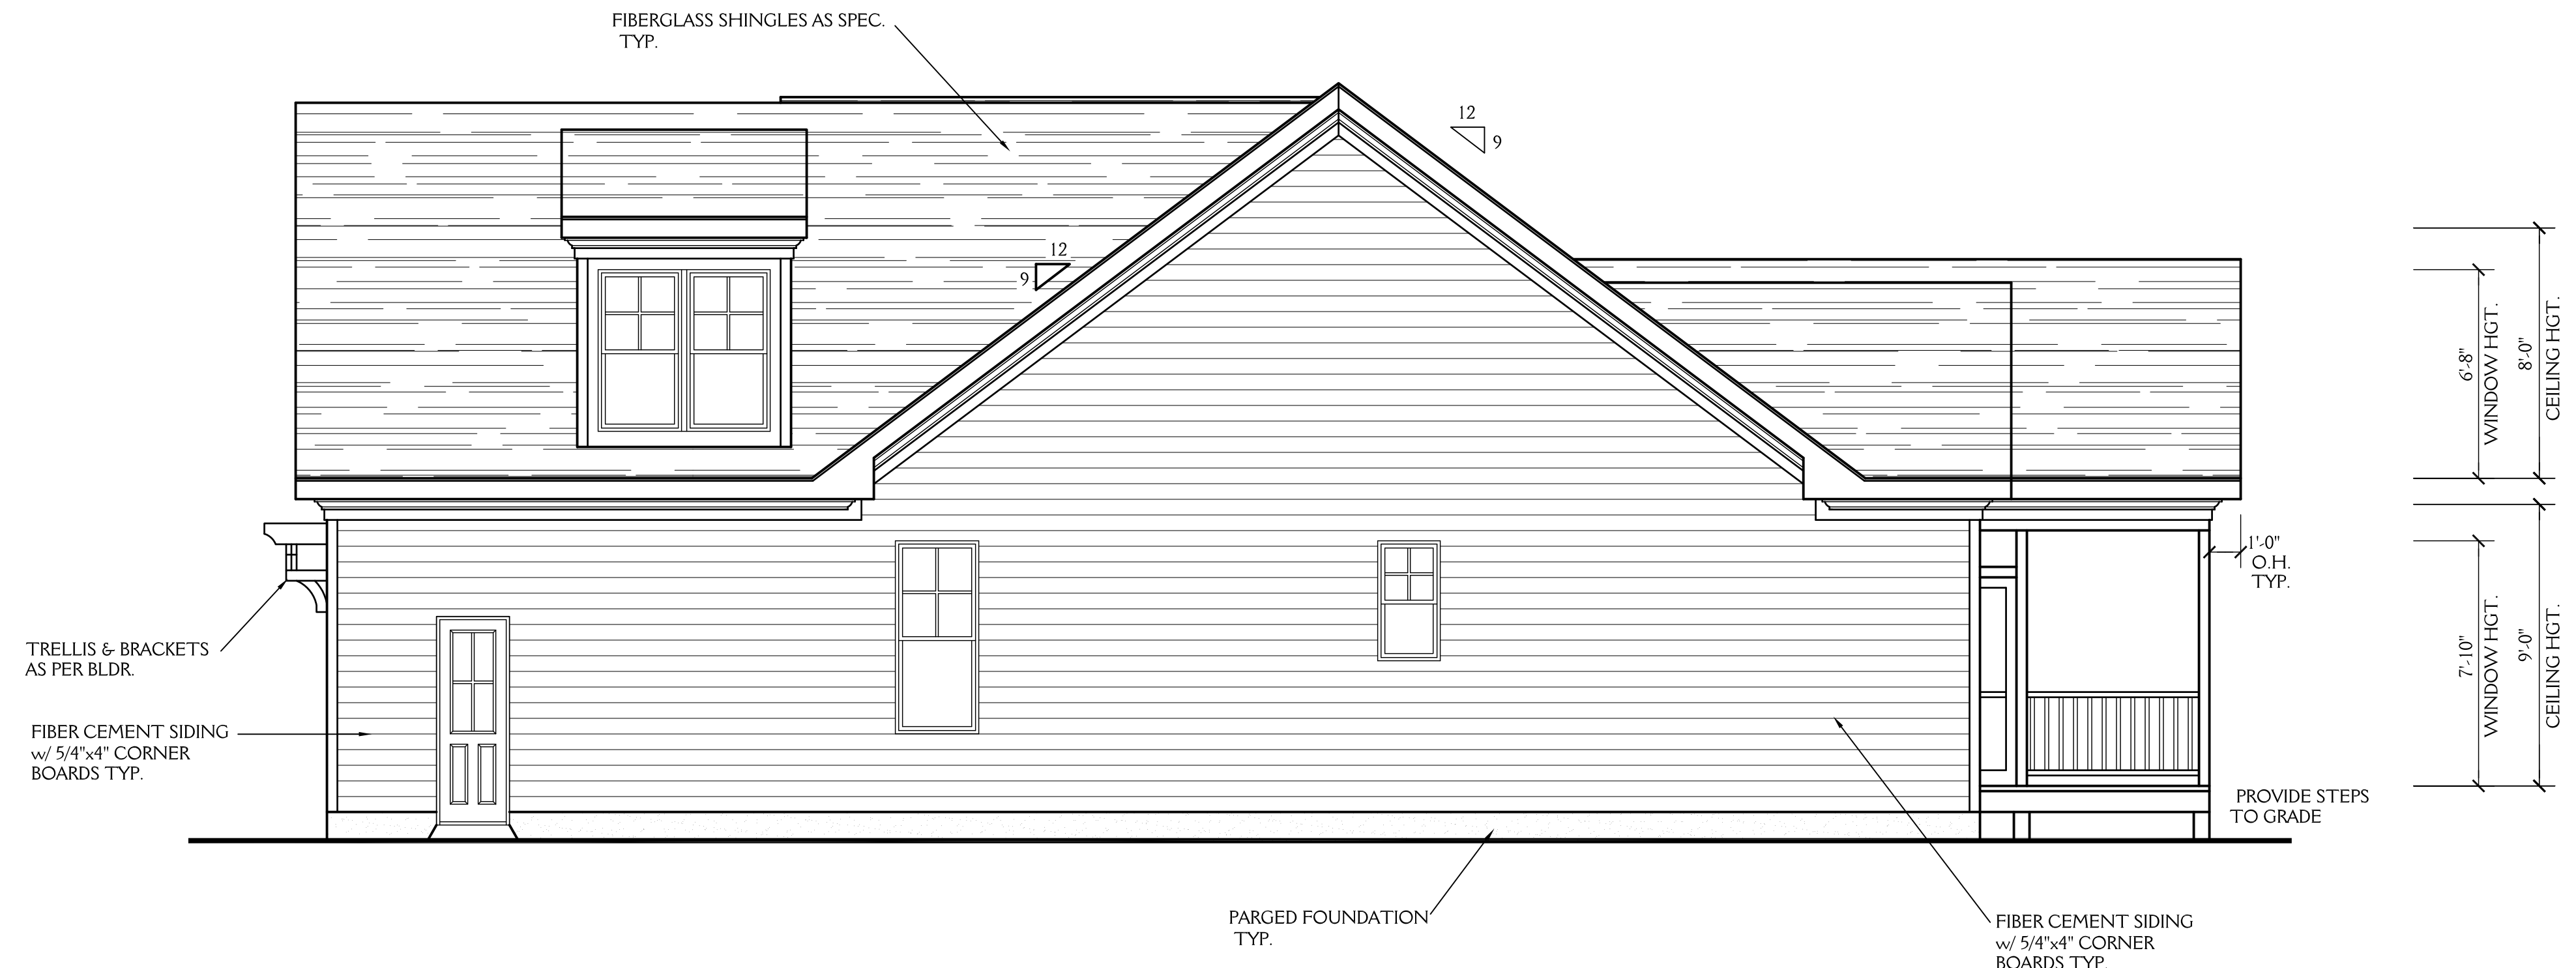 FIBERGLASS SHINGLES AS SPEC.
TYP.
12
9
12
9
6'-8"
WINDOW HGT.
8'-0"
CEILING HGT.
1'-0"
O.H.
TYP.
7'-10"
WINDOW HGT.
9'-0"
CEILING HGT.
TRELLIS & BRACKETS
AS PER BLDR.
FIBER CEMENT SIDING
w/ 5/4"x4" CORNER
BOARDS TYP.
PROVIDE STEPS
TO GRADE
PARGED FOUNDATION
TYP.
FIBER CEMENT SIDING
w/ 5/4"x4" CORNER
BOARDS TYP.